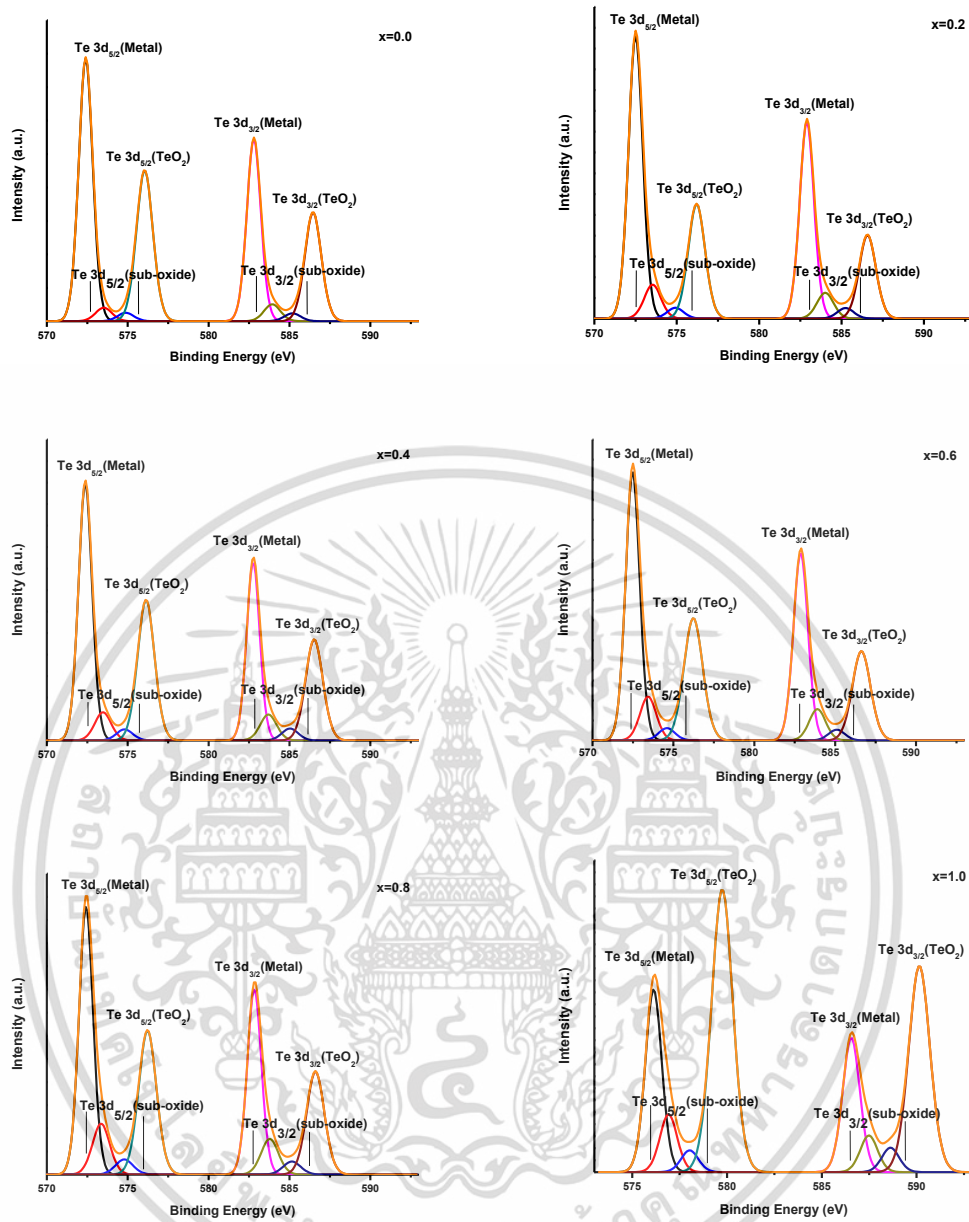 x=0.0
Te 3d5/2(Metal)
Te 3d3/2(Metal)
Te 3d5/2(TeO2)
Te 3d3/2(TeO2)
Te 3d5/2(sub-oxide)
Te 3d3/2(sub-oxide)
Intensity (a.u.)
570 575 580 585 590
Binding Energy (eV)
x=0.2
Te 3d5/2(Metal)
Te 3d3/2(Metal)
Te 3d5/2(TeO2)
Te 3d3/2(TeO2)
Te 3d5/2(sub-oxide)
Te 3d3/2(sub-oxide)
Intensity (a.u.)
570 575 580 585 590
Binding Energy (eV)
x=0.4
Te 3d5/2(Metal)
Te 3d3/2(Metal)
Te 3d5/2(TeO2)
Te 3d3/2(TeO2)
Te 3d5/2(sub-oxide)
Te 3d3/2(sub-oxide)
Intensity (a.u.)
570 575 580 585 590
Binding Energy (eV)
x=0.6
Te 3d5/2(Metal)
Te 3d3/2(Metal)
Te 3d5/2(TeO2)
Te 3d3/2(TeO2)
Te 3d5/2(sub-oxide)
Te 3d3/2(sub-oxide)
Intensity (a.u.)
570 575 580 585 590
Binding Energy (eV)
x=0.8
Te 3d5/2(Metal)
Te 3d3/2(Metal)
Te 3d5/2(TeO2)
Te 3d3/2(TeO2)
Te 3d5/2(sub-oxide)
Te 3d3/2(sub-oxide)
Intensity (a.u.)
570 575 580 585 590
Binding Energy (eV)
x=1.0
Te 3d5/2(TeO2)
Te 3d3/2(TeO2)
Te 3d5/2(Metal)
Te 3d3/2(Metal)
Te 3d5/2(sub-oxide)
Te 3d3/2(sub-oxide)
Intensity (a.u.)
575 580 585 590
Binding Energy (eV)